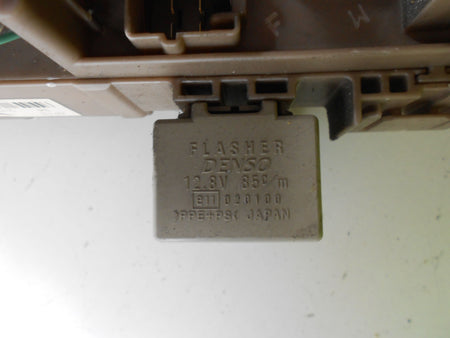 F W
FLASHER
DENSO
12.8V 85c/m
e11 020100
>PPE+PS< JAPAN